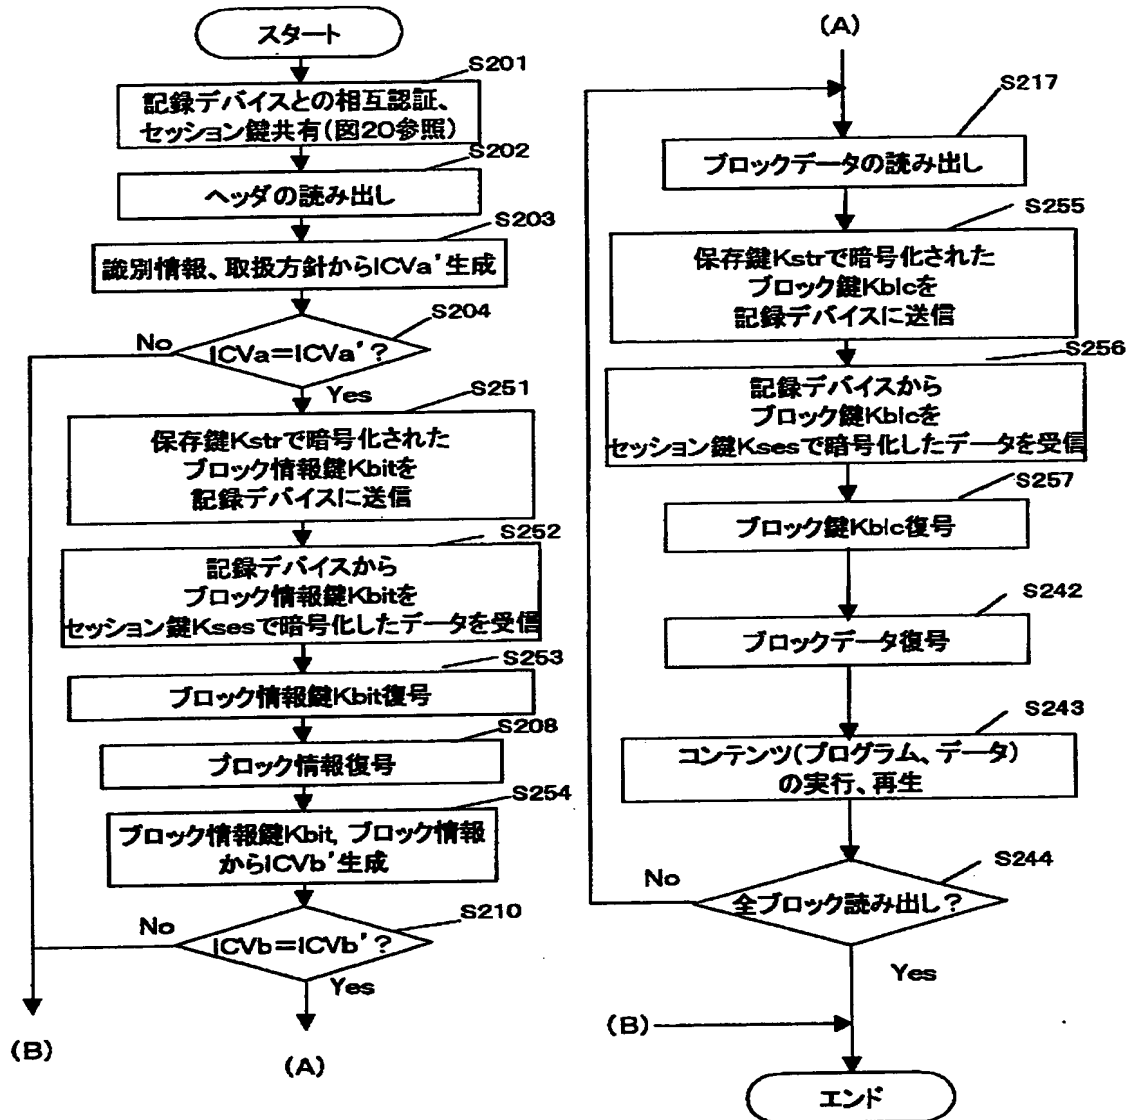 スタート
S201
記録デバイスとの相互認証、
セッション鍵共有(図20参照)
S202
ヘッダの読み出し
S203
識別情報、取扱方針からICVa'生成
S204
ICVa=ICVa'?
No
Yes
S251
保存鍵Kstrで暗号化された
ブロック情報鍵Kbitを
記録デバイスに送信
S252
記録デバイスから
ブロック情報鍵Kbitを
セッション鍵Ksesで暗号化したデータを受信
S253
ブロック情報鍵Kbit復号
S208
ブロック情報復号
S254
ブロック情報鍵Kbit, ブロック情報
からICVb'生成
S210
ICVb=ICVb'?
No
Yes
(B)
(A)
(A)
S217
ブロックデータの読み出し
S255
保存鍵Kstrで暗号化された
ブロック鍵Kblcを
記録デバイスに送信
S256
記録デバイスから
ブロック鍵Kblcを
セッション鍵Ksesで暗号化したデータを受信
S257
ブロック鍵Kblc復号
S242
ブロックデータ復号
S243
コンテンツ(プログラム、データ)
の実行、再生
S244
全ブロック読み出し?
No
Yes
(B)
エンド